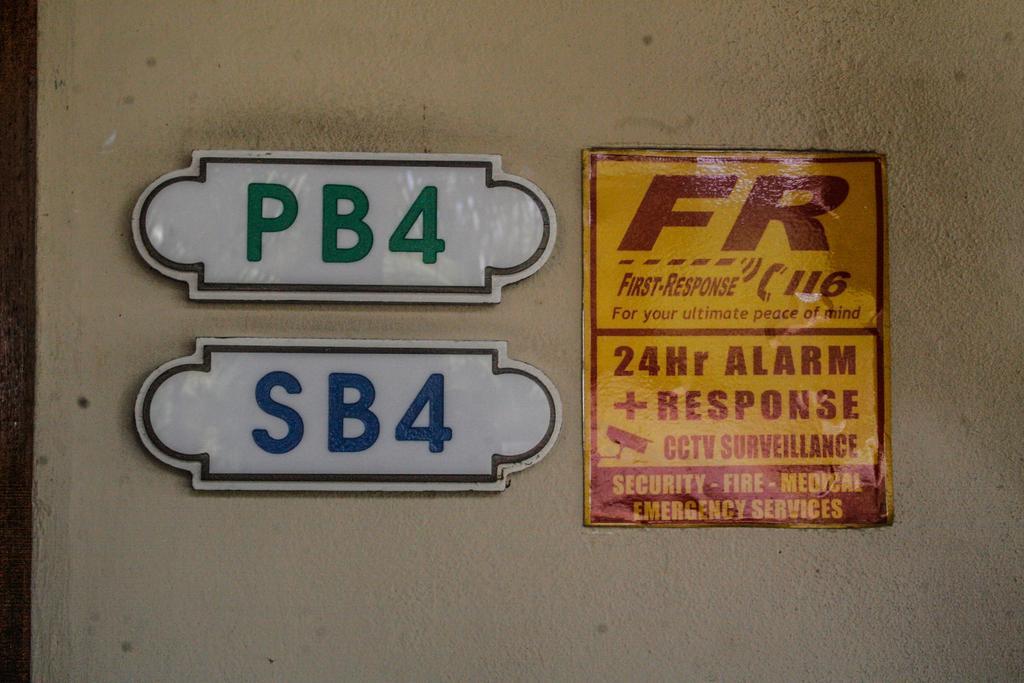 PB4
SB4
FR
FIRST-RESPONSE 116
For your ultimate peace of mind
24Hr ALARM
+ RESPONSE
CCTV SURVEILLANCE
SECURITY - FIRE - MEDICAL
EMERGENCY SERVICES